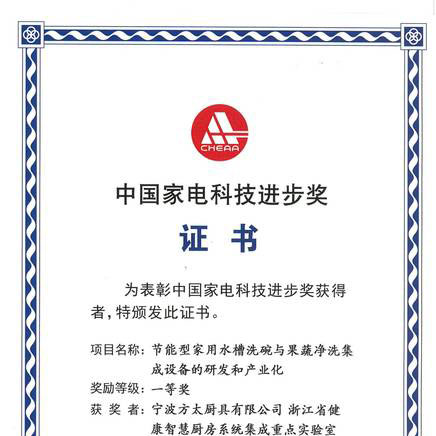 CHEAA
中国家电科技进步奖
证书
为表彰中国家电科技进步奖获得
者,特颁发此证书。
项目名称: 节能型家用水槽洗碗与果蔬净洗集
成设备的研发和产业化
奖励等级: 一等奖
获奖者: 宁波方太厨具有限公司 浙江省健
康智慧厨房系统集成重点实验室